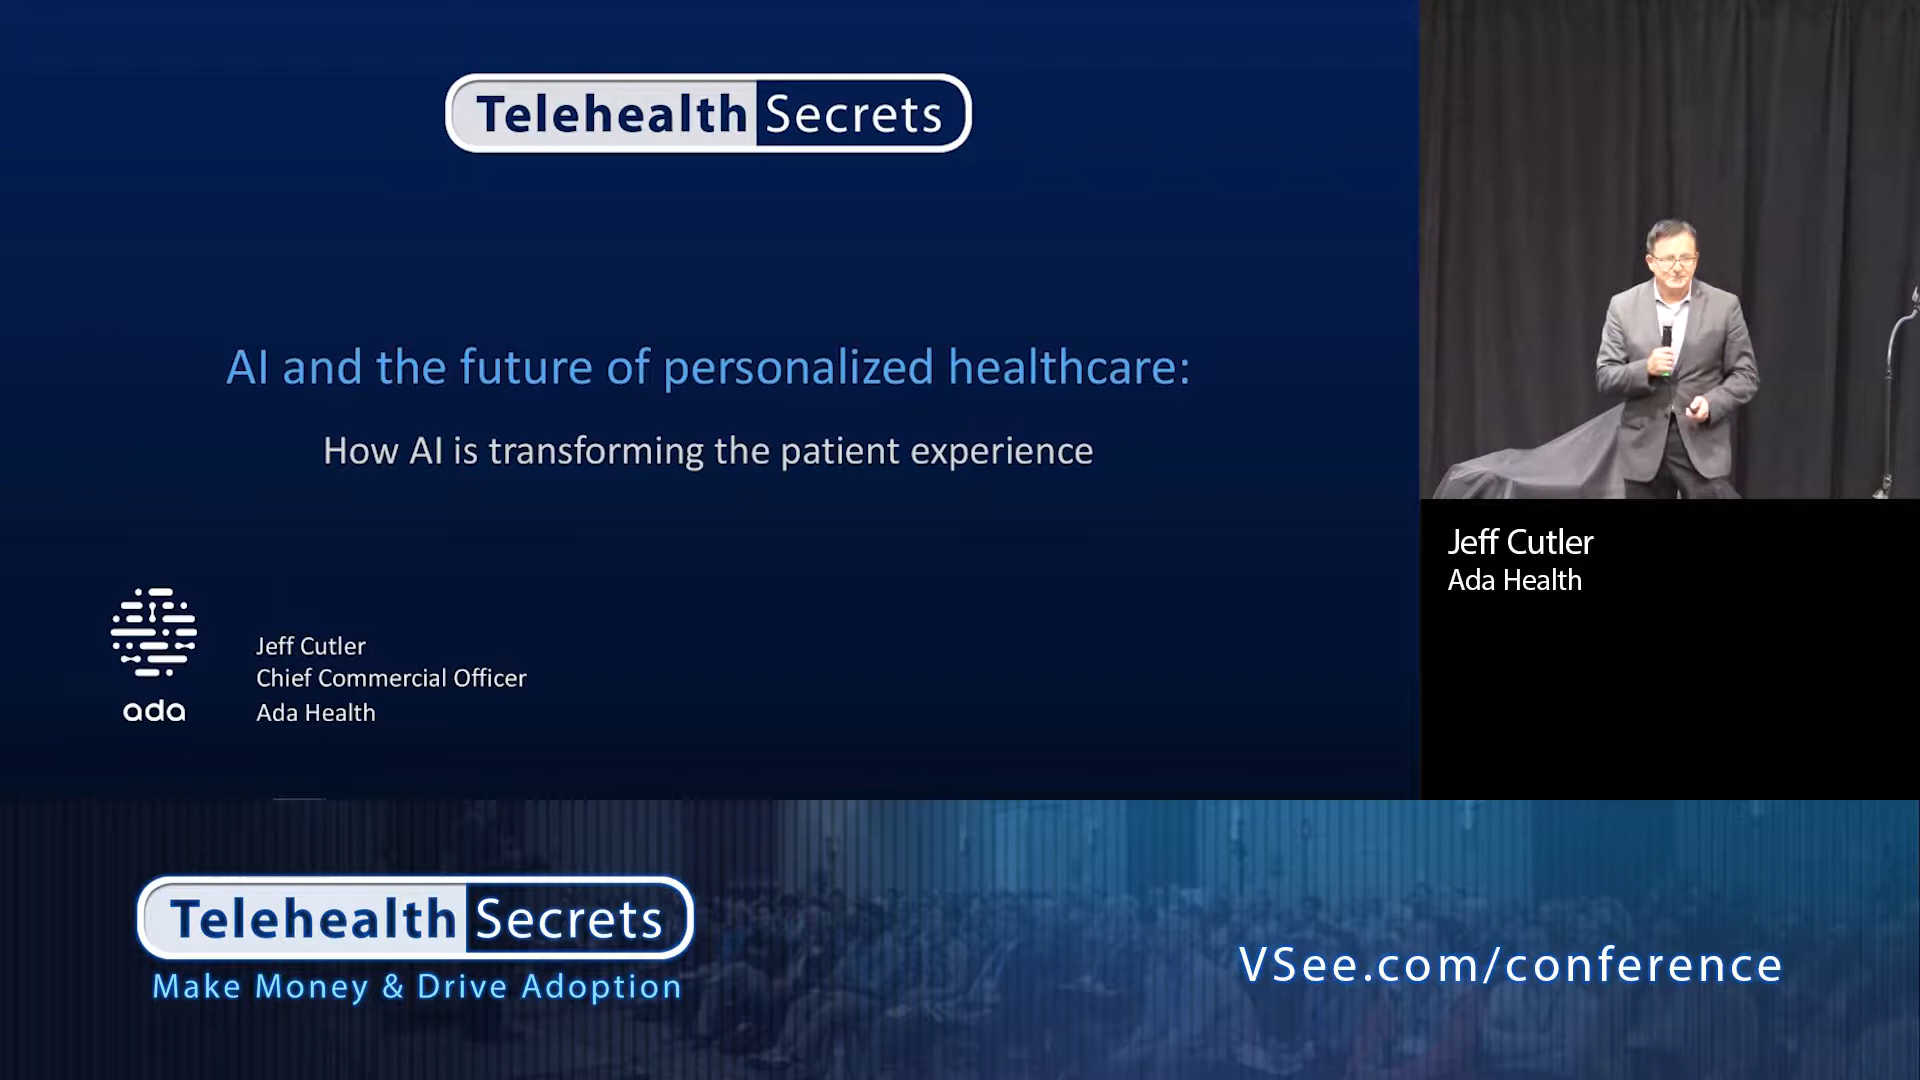 Telehealth Secrets
AI and the future of personalized healthcare:
How AI is transforming the patient experience
ada
Jeff Cutler
Chief Commercial Officer
Ada Health
Jeff Cutler
Ada Health
Telehealth Secrets
Make Money & Drive Adoption
VSee.com/conference